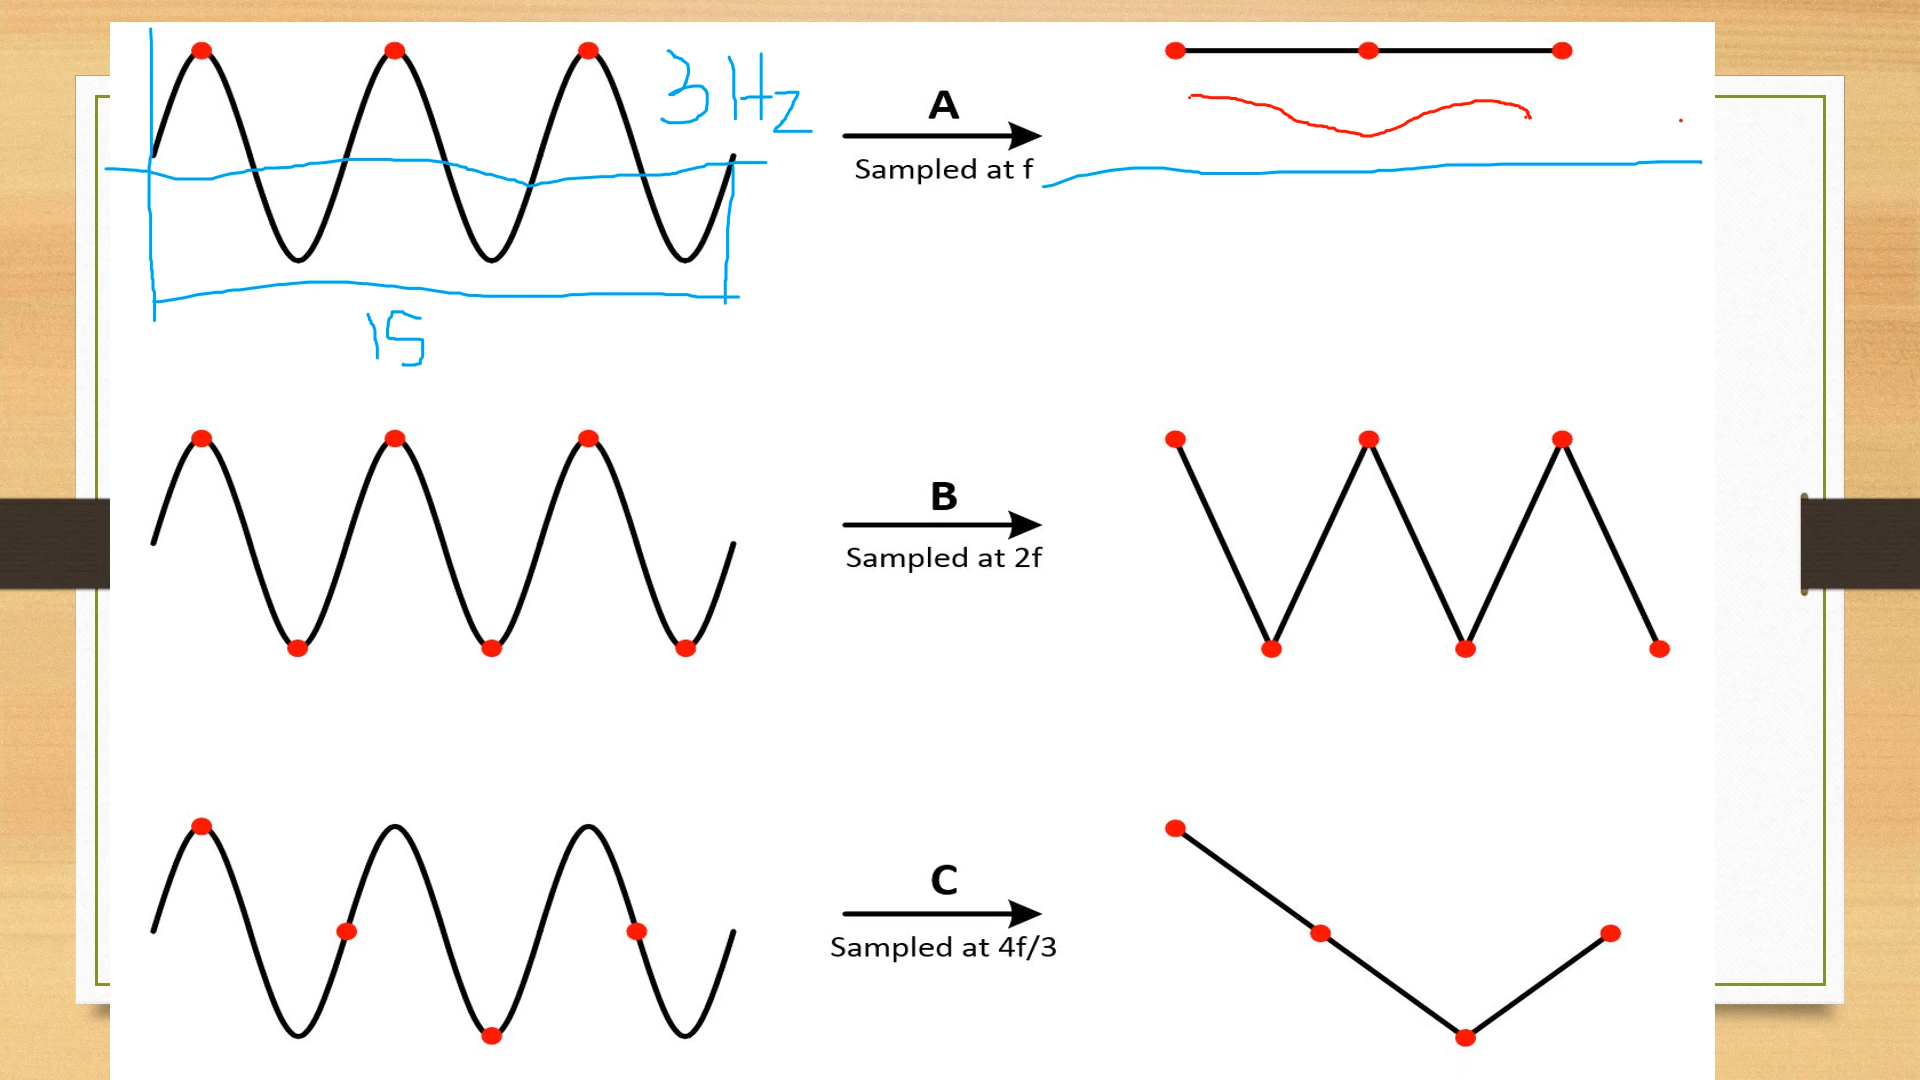 3Hz
A
Sampled at f
1S
B
Sampled at 2f
C
Sampled at 4f/3